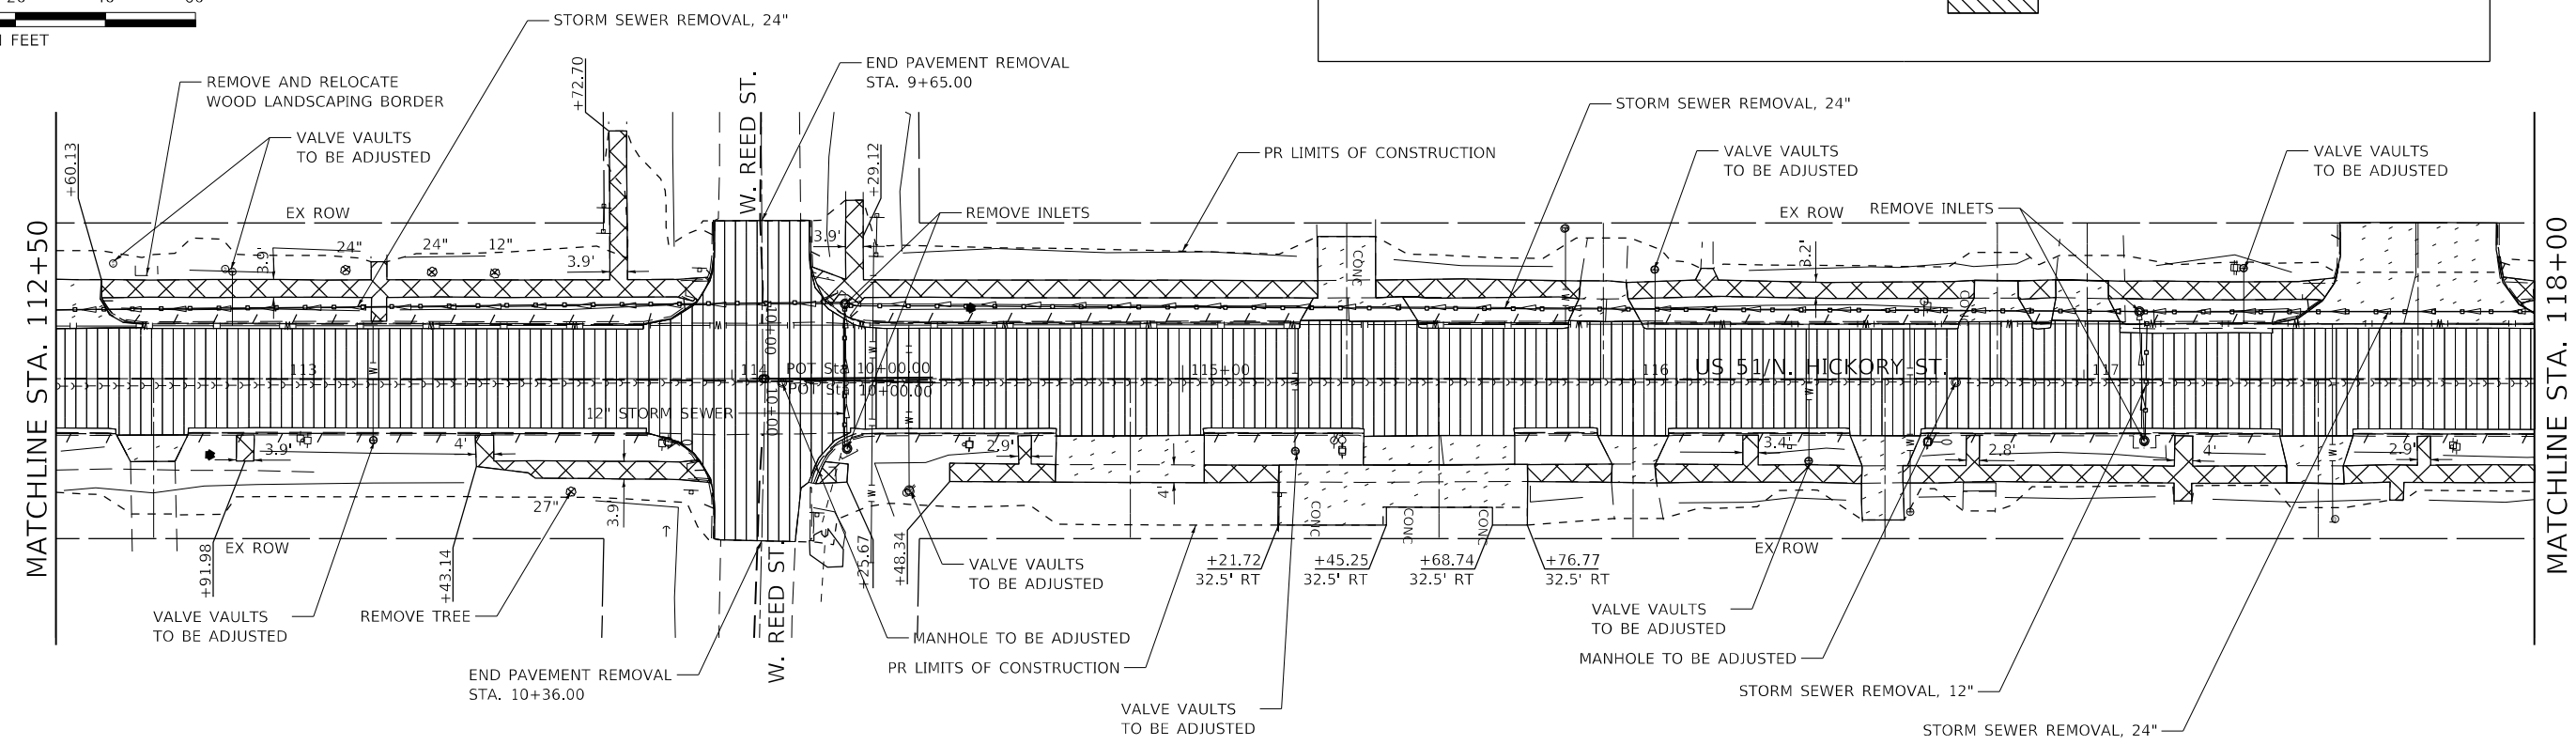 20 40 60
FEET
STORM SEWER REMOVAL, 24"
REMOVE AND RELOCATE
WOOD LANDSCAPING BORDER
VALVE VAULTS
TO BE ADJUSTED
+60.13
+72.70
W. REED ST.
END PAVEMENT REMOVAL
STA. 9+65.00
+29.12
REMOVE INLETS
PR LIMITS OF CONSTRUCTION
STORM SEWER REMOVAL, 24"
VALVE VAULTS
TO BE ADJUSTED
VALVE VAULTS
TO BE ADJUSTED
EX ROW
EX ROW
REMOVE INLETS
MATCHLINE STA. 112+50
MATCHLINE STA. 118+00
3.9'
24"
24"
12"
3.9'
3.9'
CONC
3.2'
CONC
113
114
POT Sta 10+00.00
POT Sta 10+00.00
10+00
10+00
115+00
116
US 51/N. HICKORY ST.
117
12" STORM SEWER
3.9'
4'
2.9'
3.4'
2.8'
4'
2.9'
27"
3.9'
4'
CONC
CONC
CONC
EX ROW
EX ROW
+91.98
+43.14
+25.67
+48.34
VALVE VAULTS
TO BE ADJUSTED
+21.72
32.5' RT
+45.25
32.5' RT
+68.74
32.5' RT
+76.77
32.5' RT
VALVE VAULTS
TO BE ADJUSTED
REMOVE TREE
VALVE VAULTS
TO BE ADJUSTED
MANHOLE TO BE ADJUSTED
MANHOLE TO BE ADJUSTED
PR LIMITS OF CONSTRUCTION
W. REED ST.
END PAVEMENT REMOVAL
STA. 10+36.00
STORM SEWER REMOVAL, 12"
VALVE VAULTS
TO BE ADJUSTED
STORM SEWER REMOVAL, 24"